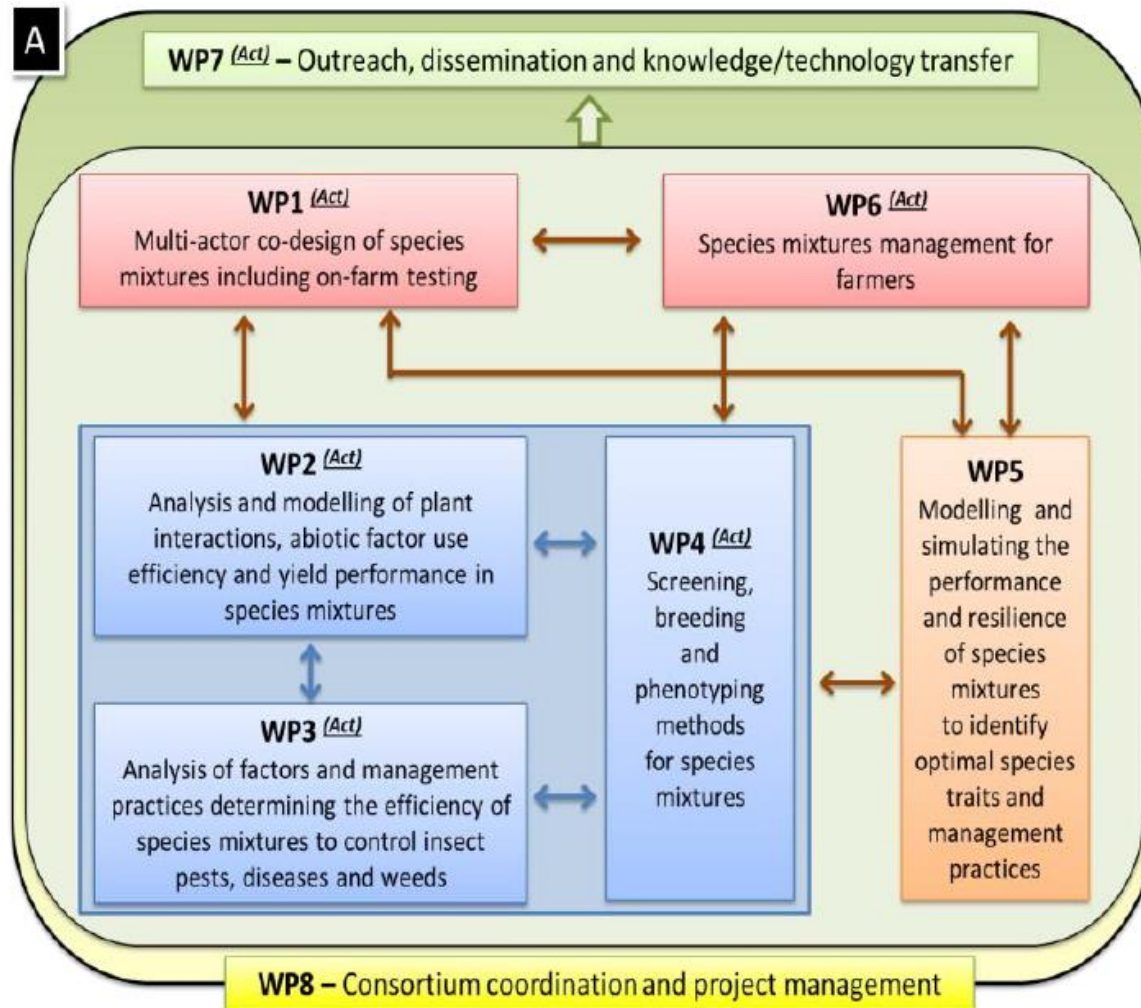 A
WP7 (Act) – Outreach, dissemination and knowledge/technology transfer
WP1 (Act)
Multi-actor co-design of species
mixtures including on-farm testing
WP6 (Act)
Species mixtures management for
farmers
WP2 (Act)
Analysis and modelling of plant
interactions, abiotic factor use
efficiency and yield performance in
species mixtures
WP3 (Act)
Analysis of factors and management
practices determining the efficiency of
species mixtures to control insect
pests, diseases and weeds
WP4 (Act)
Screening,
breeding
and
phenotyping
methods
for species
mixtures
WP5
Modelling and
simulating the
performance
and resilience
of species
mixtures
to identify
optimal species
traits and
management
practices
WP8 – Consortium coordination and project management